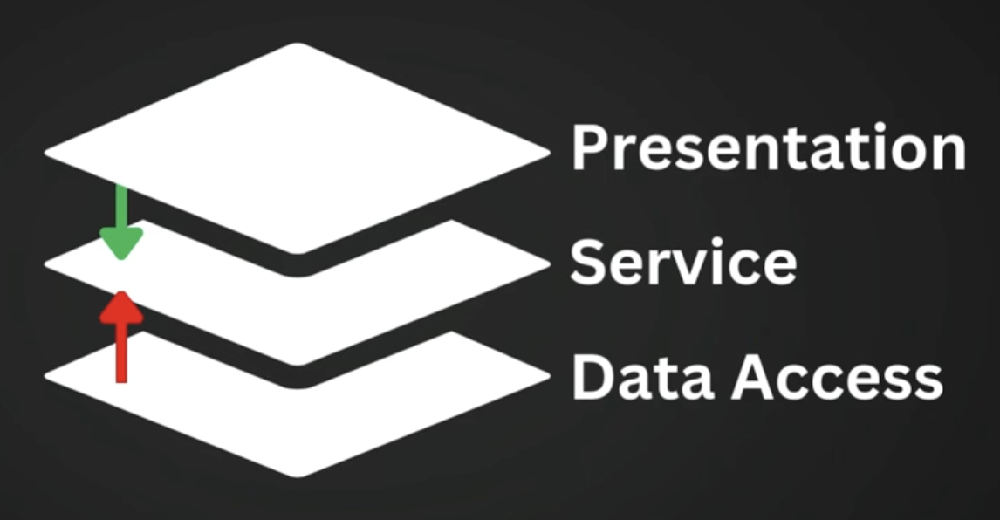 Presentation
Service
Data Access